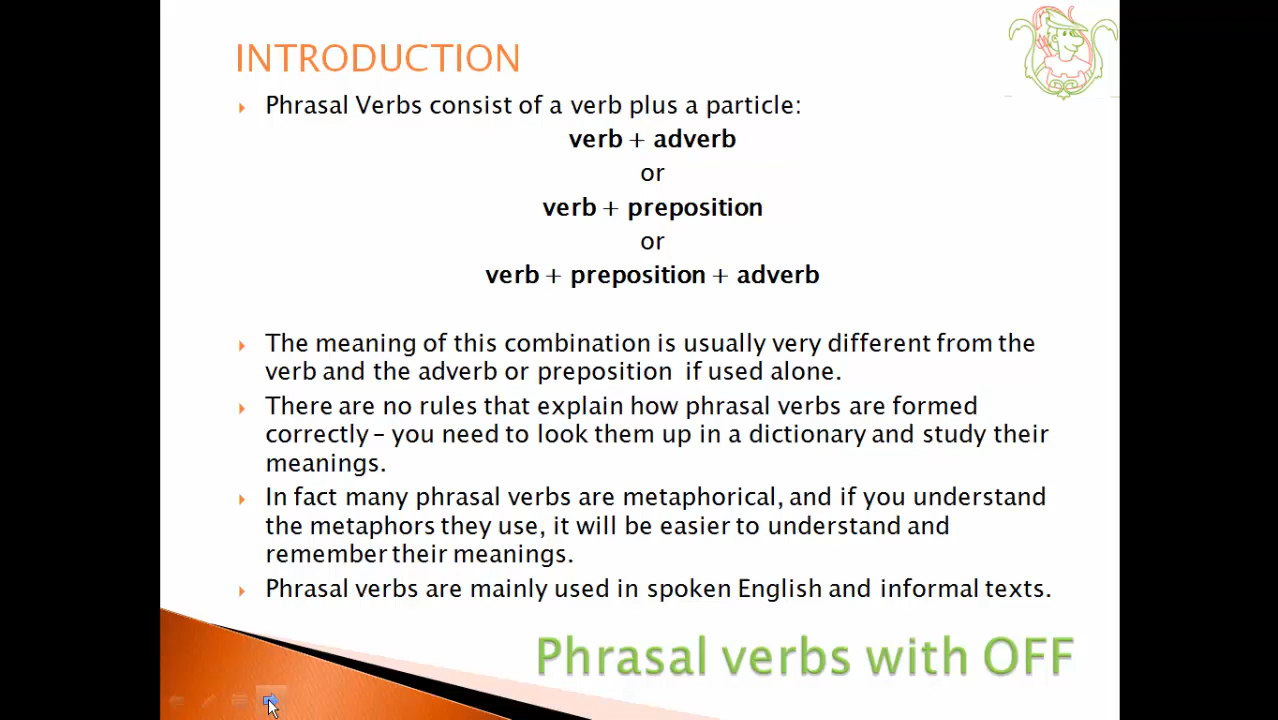 INTRODUCTION
Phrasal Verbs consist of a verb plus a particle:
verb + adverb
or
verb + preposition
or
verb + preposition + adverb
The meaning of this combination is usually very different from the
verb and the adverb or preposition  if used alone.
There are no rules that explain how phrasal verbs are formed
correctly – you need to look them up in a dictionary and study their
meanings.
In fact many phrasal verbs are metaphorical, and if you understand
the metaphors they use, it will be easier to understand and
remember their meanings.
Phrasal verbs are mainly used in spoken English and informal texts.
Phrasal verbs with OFF